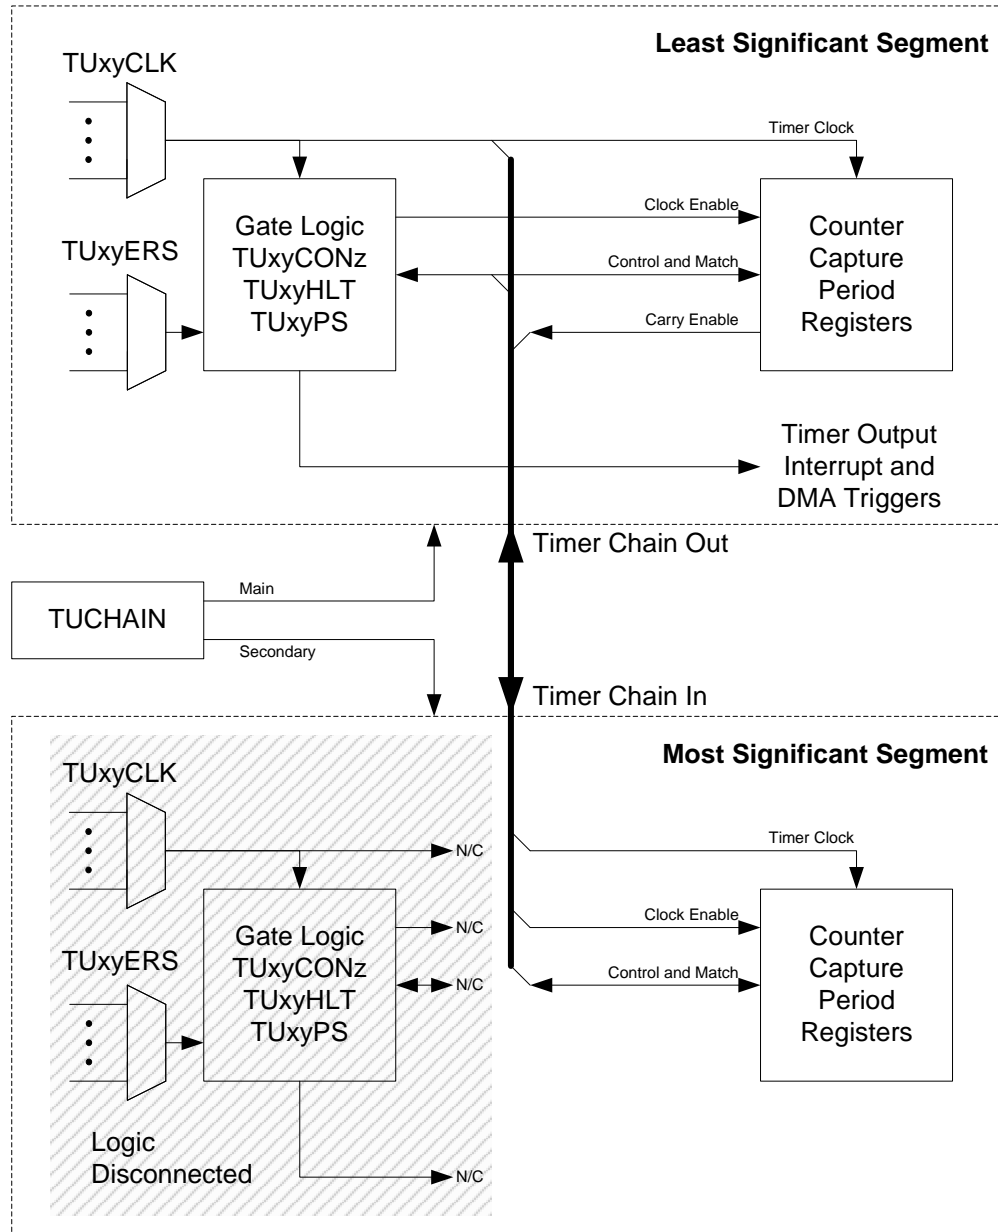 Least Significant Segment
TUxyCLK
Timer Clock
Gate Logic
TUxyCONz
TUxyHLT
TUxyPS
Clock Enable
Counter
Capture
Period
Registers
TUxyERS
Control and Match
Carry Enable
Timer Output
Interrupt and
DMA Triggers
Timer Chain Out
TUCHAIN
Main
Secondary
Timer Chain In
Most Significant Segment
TUxyCLK
Timer Clock
N/C
Gate Logic
TUxyCONz
TUxyHLT
TUxyPS
N/C
Clock Enable
Counter
Capture
Period
Registers
TUxyERS
N/C
Control and Match
Logic
Disconnected
N/C